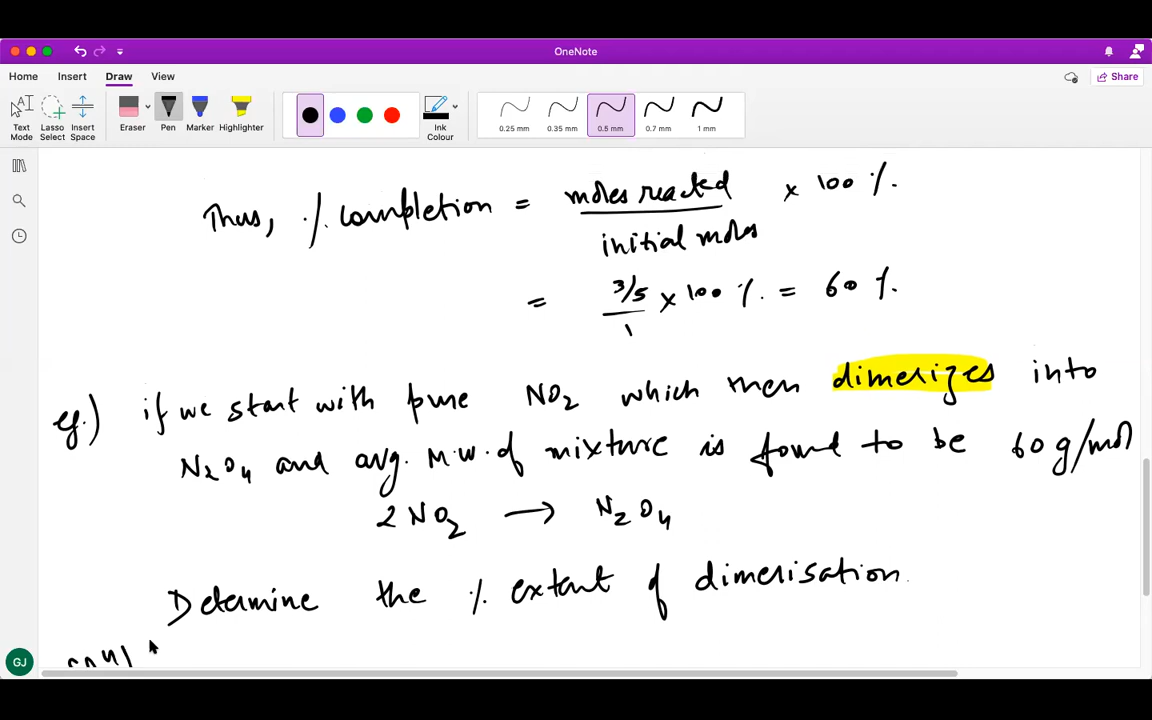 OneNote
Home Insert Draw View
Share
Text Mode
Lasso Select
Insert Space
Eraser
Pen
Marker
Highlighter
Ink Colour
0.25 mm
0.35 mm
0.5 mm
0.7 mm
1 mm
Thus, % completion = moles reacted / initial moles × 100 %.
= 3/5 / 1 × 100 % = 60 %.
eg.) if we start with pure NO2 which then dimerizes into
N2O4 and avg. M.W. of mixture is found to be 60 g/mol
2 NO2 → N2O4
Determine the % extent of dimerisation.
GJ